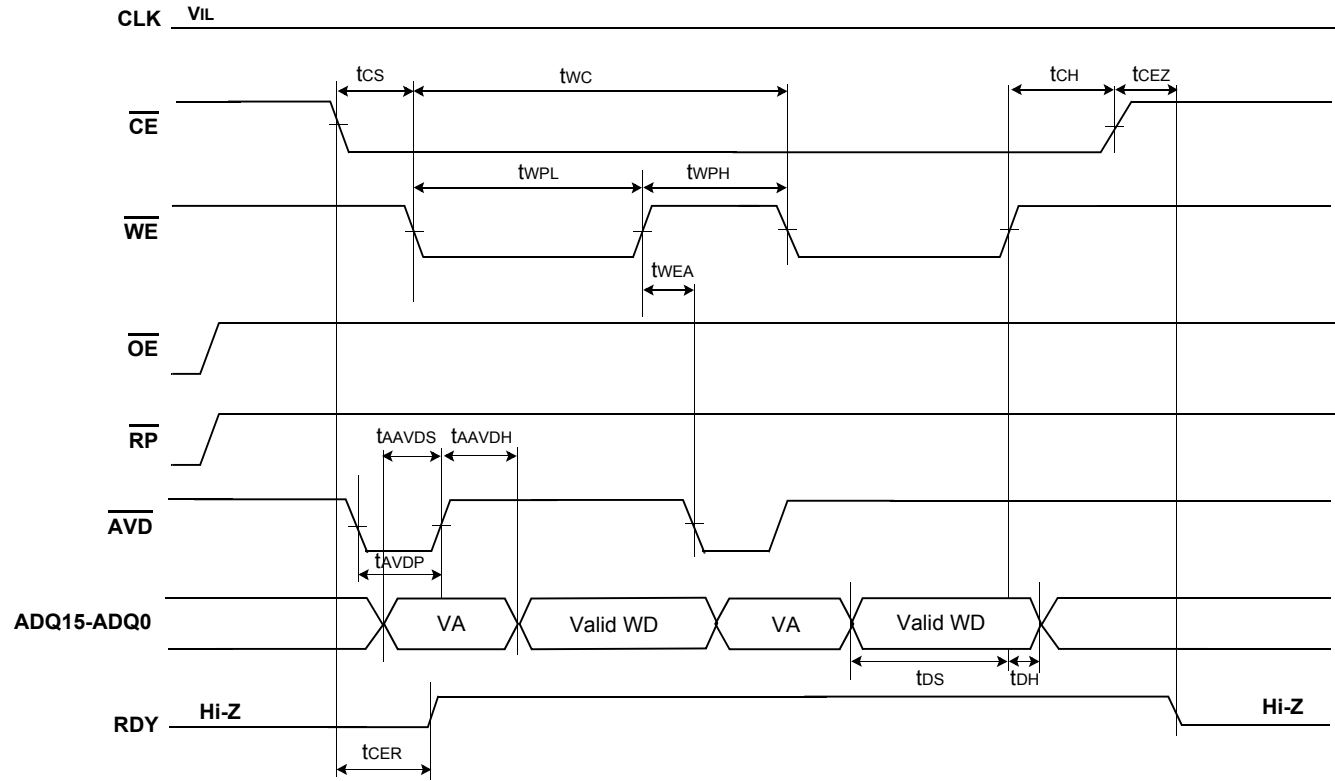 CLK VIL
tCS tWC tCH tCEZ
CE
tWPL tWPH
WE
tWEA
OE
RP
tAAVDS tAAVDH
AVD
tAVDP
ADQ15-ADQ0 VA Valid WD VA Valid WD
tDS tDH
RDY Hi-Z Hi-Z
tCER